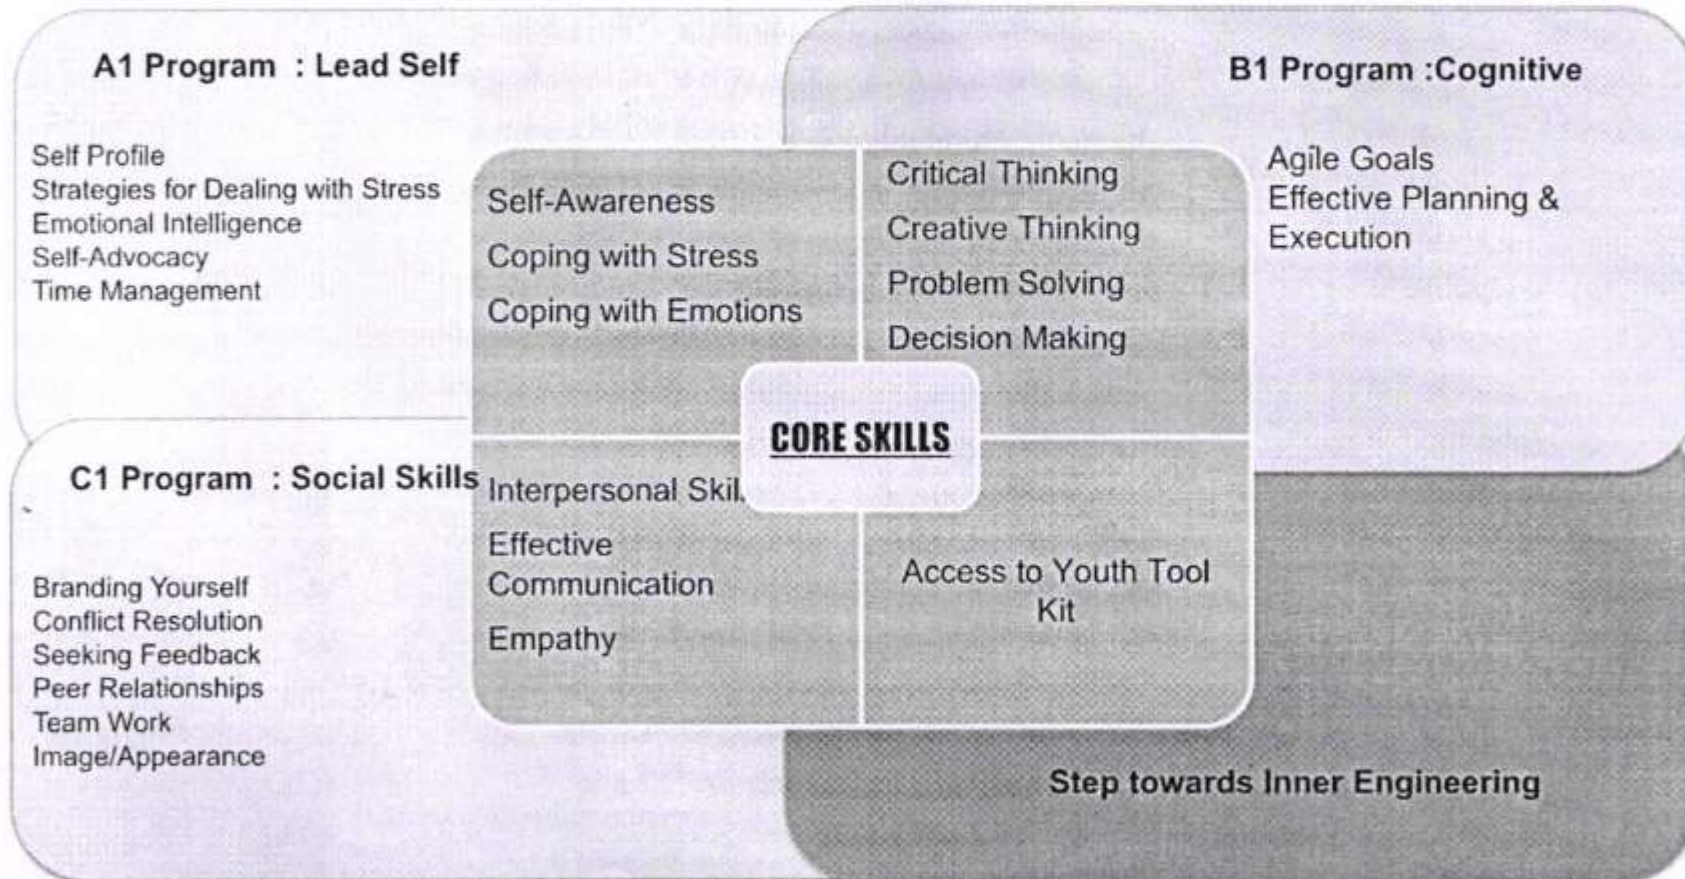 A1 Program : Lead Self
Self Profile
Strategies for Dealing with Stress
Emotional Intelligence
Self-Advocacy
Time Management
Self-Awareness
Coping with Stress
Coping with Emotions
B1 Program :Cognitive
Critical Thinking
Creative Thinking
Problem Solving
Decision Making
Agile Goals
Effective Planning &
Execution
CORE SKILLS
C1 Program : Social Skills
Branding Yourself
Conflict Resolution
Seeking Feedback
Peer Relationships
Team Work
Image/Appearance
Interpersonal Skil
Effective
Communication
Empathy
Access to Youth Tool
Kit
Step towards Inner Engineering